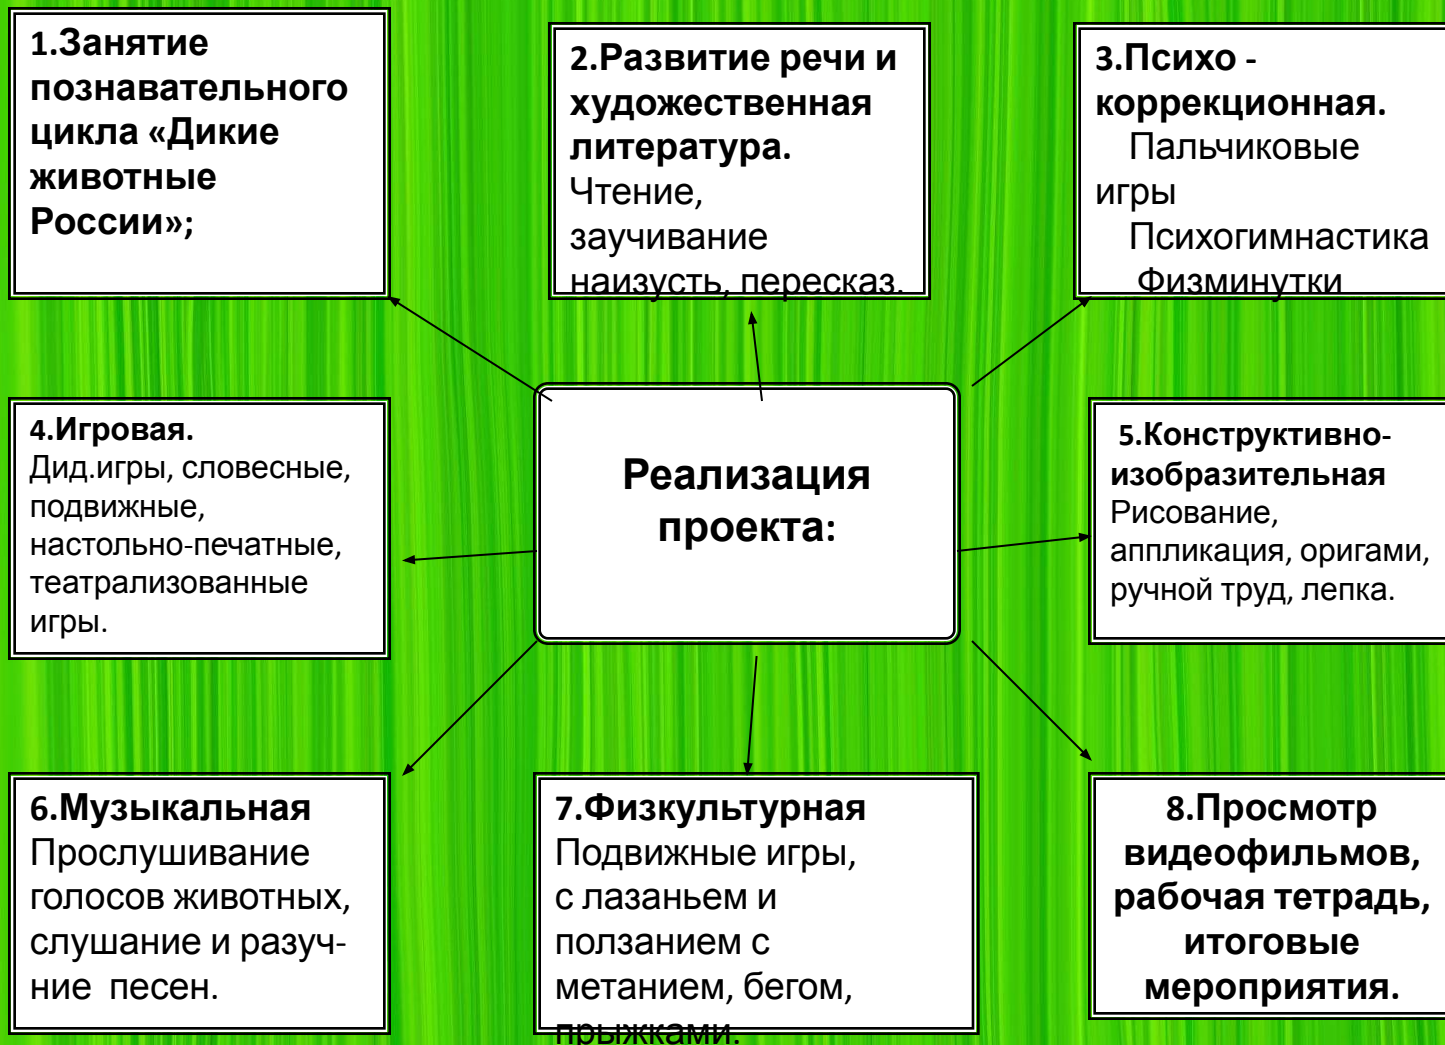 1.Занятие
познавательного
цикла «Дикие
животные
России»;
2.Развитие речи и
художественная
литература.
Чтение,
заучивание
наизусть, пересказ.
3.Психо -
коррекционная.
Пальчиковые
игры
Психогимнастика
Физминутки
4.Игровая.
Дид.игры, словесные,
подвижные,
настольно-печатные,
театрализованные
игры.
Реализация
проекта:
5.Конструктивно-
изобразительная
Рисование,
аппликация, оригами,
ручной труд, лепка.
6.Музыкальная
Прослушивание
голосов животных,
слушание и разуч-
ние песен.
7.Физкультурная
Подвижные игры,
с лазаньем и
ползанием с
метанием, бегом,
прыжками.
8.Просмотр
видеофильмов,
рабочая тетрадь,
итоговые
мероприятия.